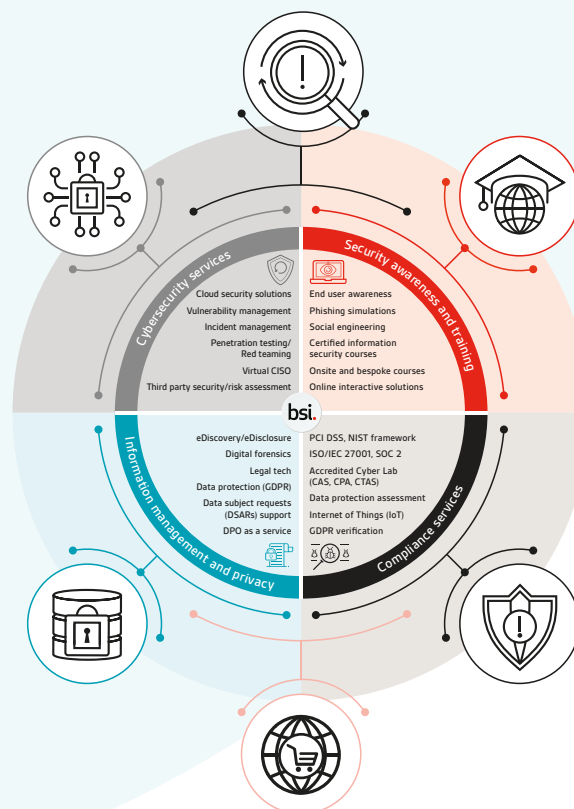 Cybersecurity services
Cloud security solutions
Vulnerability management
Incident management
Penetration testing/
Red teaming
Virtual CISO
Third party security/risk assessment
Security awareness and training
End user awareness
Phishing simulations
Social engineering
Certified information
security courses
Onsite and bespoke courses
Online interactive solutions
bsi.
Information management and privacy
eDiscovery/eDisclosure
Digital forensics
Legal tech
Data protection (GDPR)
Data subject requests
(DSARs) support
DPO as a service
Compliance services
PCI DSS, NIST framework
ISO/IEC 27001, SOC 2
Accredited Cyber Lab
(CAS, CPA, CTAS)
Data protection assessment
Internet of Things (IoT)
GDPR verification